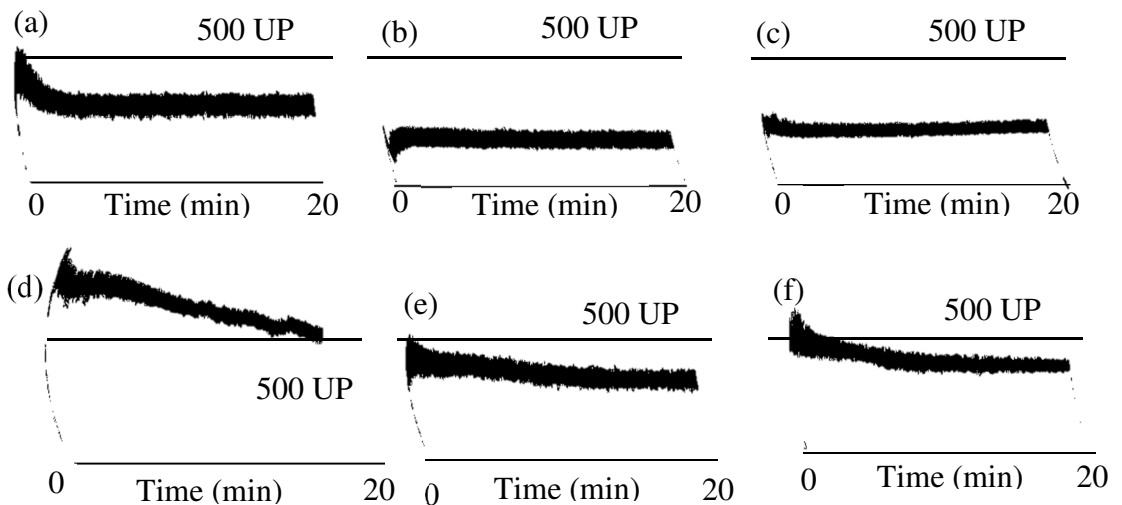 (a) 500 UP
0 Time (min) 20
(b) 500 UP
0 Time (min) 20
(c) 500 UP
0 Time (min) 20
(d) 500 UP
0 Time (min) 20
(e) 500 UP
0 Time (min) 20
(f) 500 UP
0 Time (min) 20